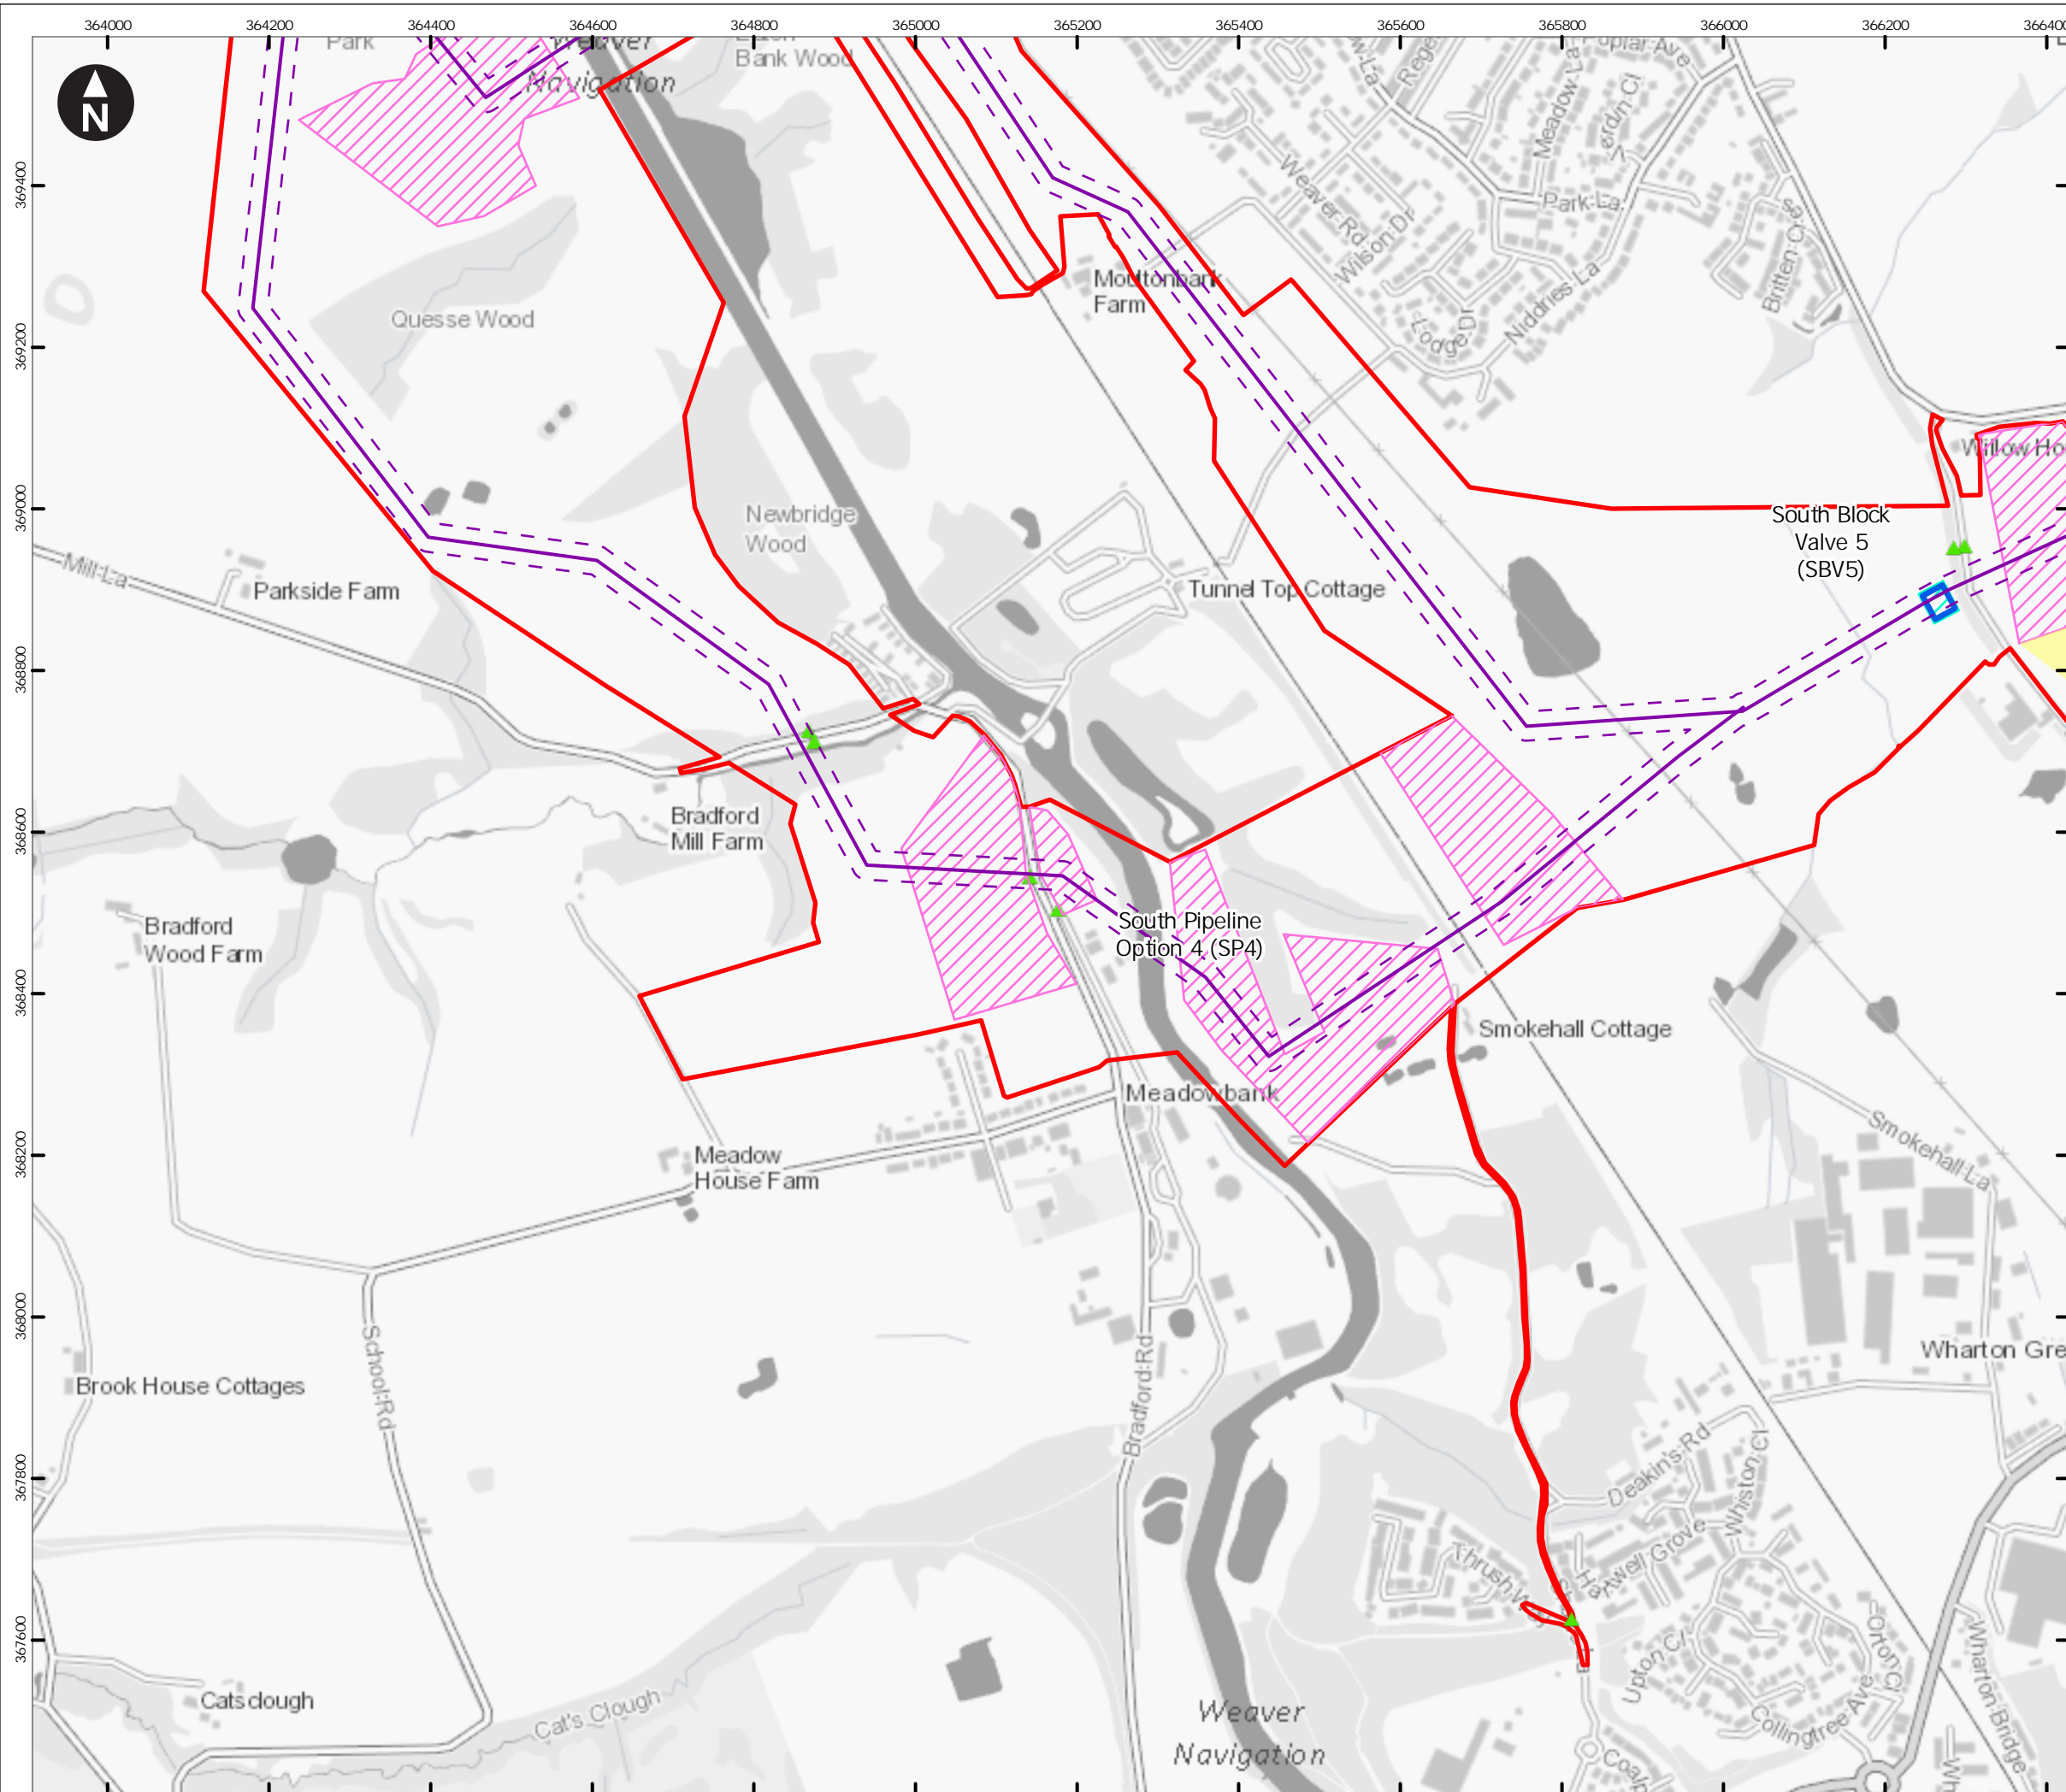 364000
364200
364400
364600
364800
365000
365200
365400
365600
365800
366000
366200
366400
Park
Weaver
Navigation
Bank Wood
N
369400
369200
369000
368800
368600
368400
368200
368000
367800
367600
Poplar Ave
Meadow La
Park La
Weaver Rd
Wilson Dr
Niddries La
Lodge Dr
Moultonbank
Farm
Quesse Wood
Newbridge
Wood
Mill La
Parkside Farm
Tunnel Top Cottage
South Block
Valve 5
(SBV5)
Bradford
Mill Farm
Bradford
Wood Farm
South Pipeline
Option 4 (SP4)
Smokehall Cottage
Meadowbank
Smokehall La
Meadow
House Farm
School Rd
Brook House Cottages
Bradford Rd
Wharton Gre
Deakin's Rd
Whiston Cl
Harwell Grove
Upton Cl
Orton Cl
Collingtree Ave
Wharton Bridge
Catsclough
Cat's Clough
Weaver
Navigation